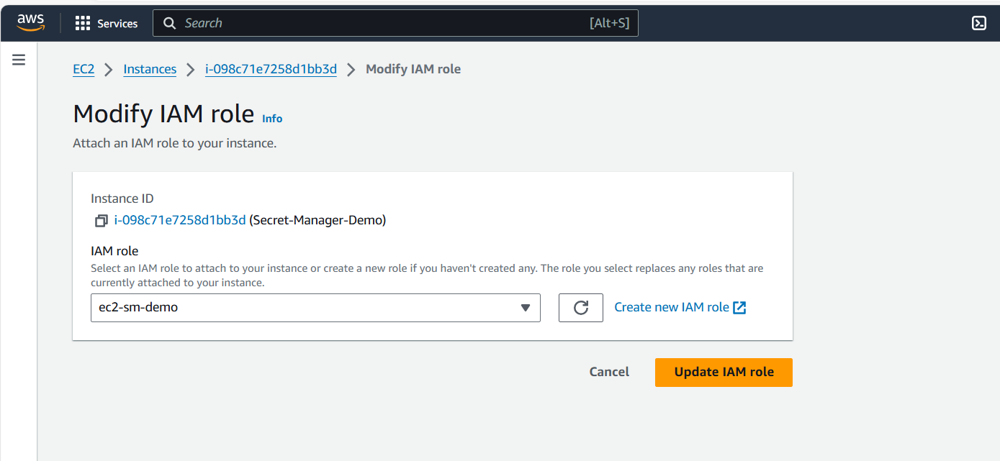 aws Services Search [Alt+S]
EC2 Instances i-098c71e7258d1bb3d Modify IAM role
Modify IAM role Info
Attach an IAM role to your instance.
Instance ID
i-098c71e7258d1bb3d (Secret-Manager-Demo)
IAM role
Select an IAM role to attach to your instance or create a new role if you haven't created any. The role you select replaces any roles that are
currently attached to your instance.
ec2-sm-demo Create new IAM role
Cancel Update IAM role